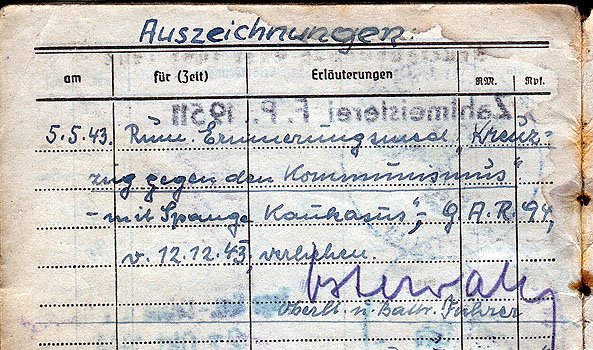 Auszeichnungen.
am für (Zeit) Erläuterungen RM. Rpf.
Zahlmeisterei F.P. 19511
5.5.43. Rum. Erinnerungsmed. „Kreuz-
zug gegen den Kommunismus"
- mit Spange Kaukasus", - g A.R. 94,
v. 12.12.43, verliehen.
Oberlt. u. Battr. Führer